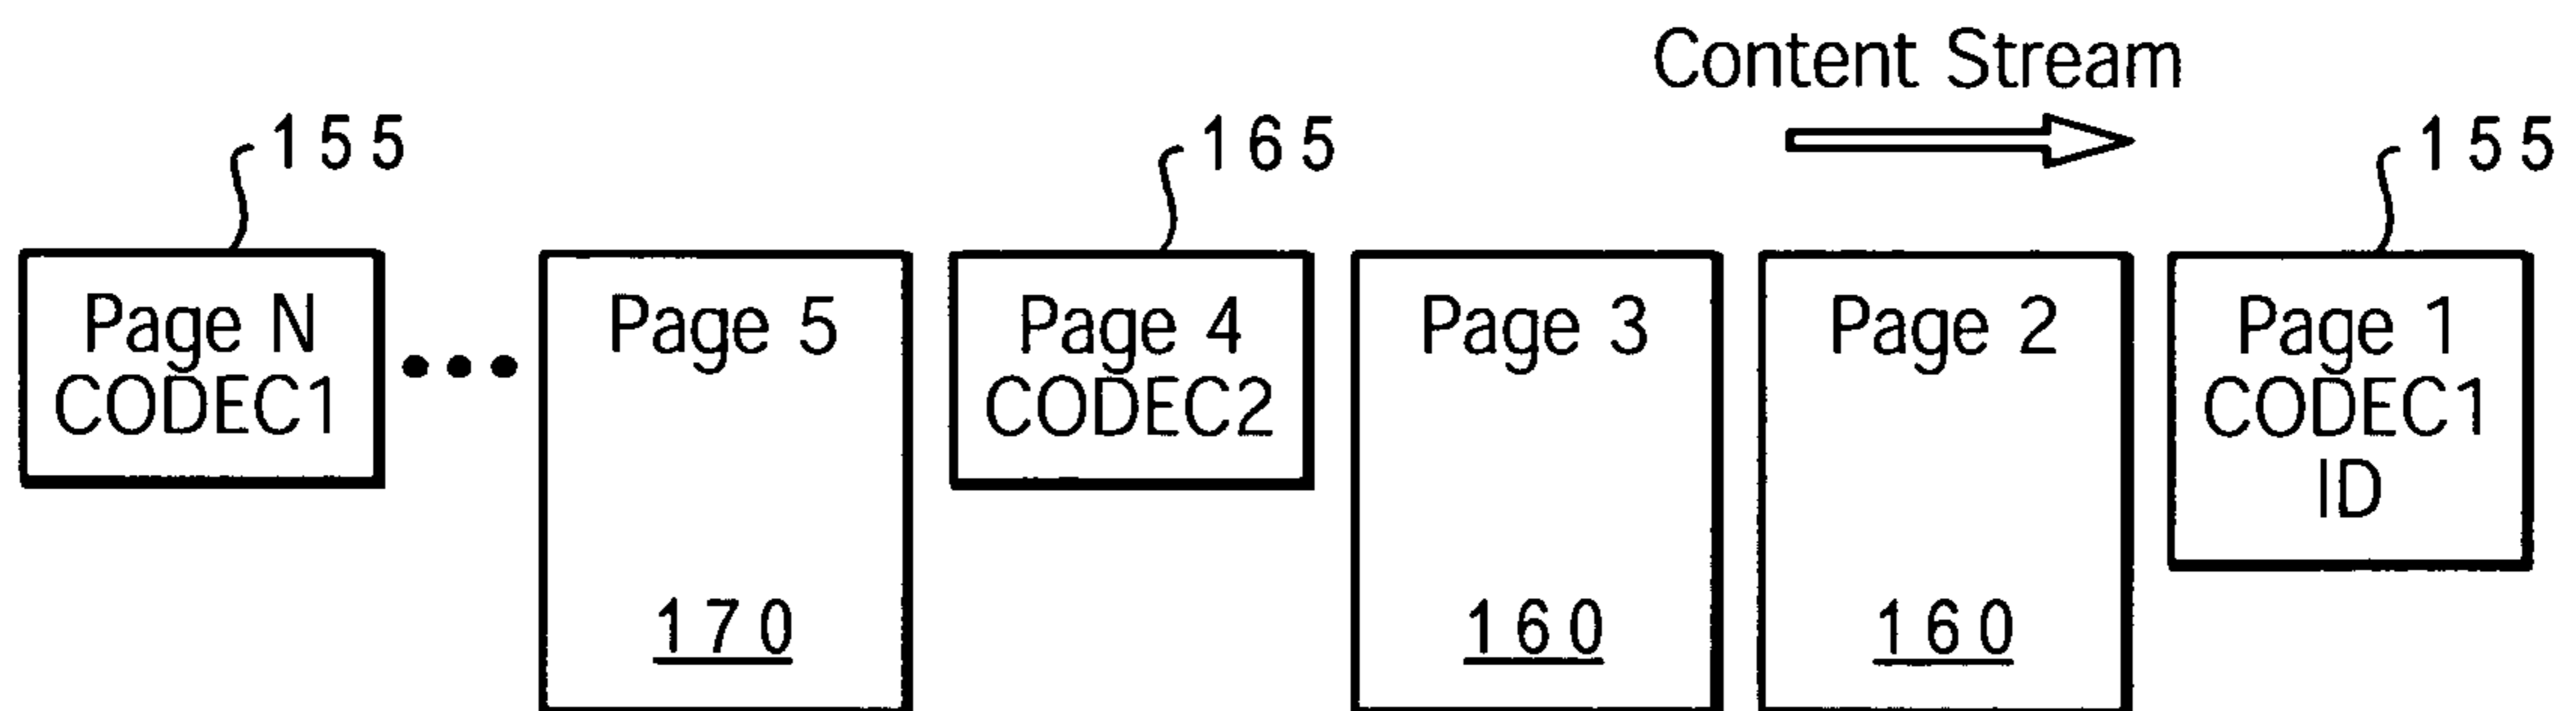 Content Stream
155
165
155
Page N
CODEC1
Page 5
170
Page 4
CODEC2
Page 3
160
Page 2
160
Page 1
CODEC1
ID